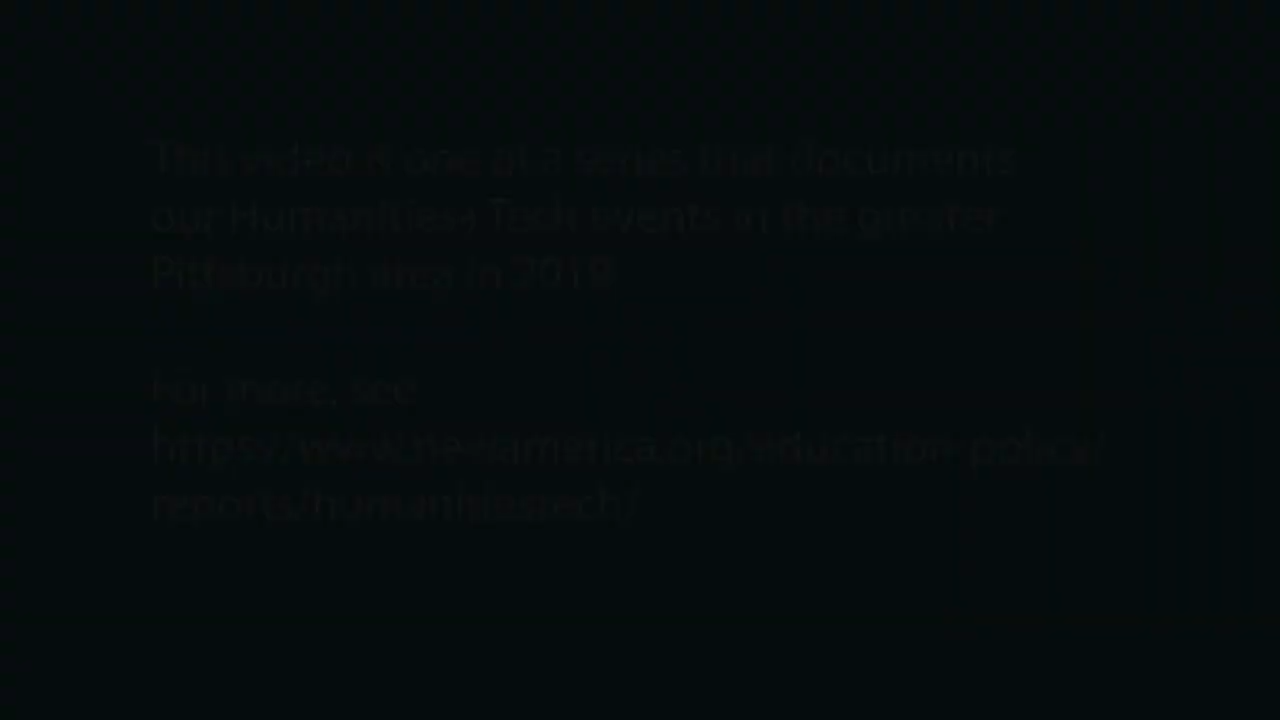 This video is one of a series that documents
our Humanities+Tech events in the greater
Pittsburgh area in 2019
For more, see
https://www.newamerica.org/education-policy/
reports/humanitiestech/